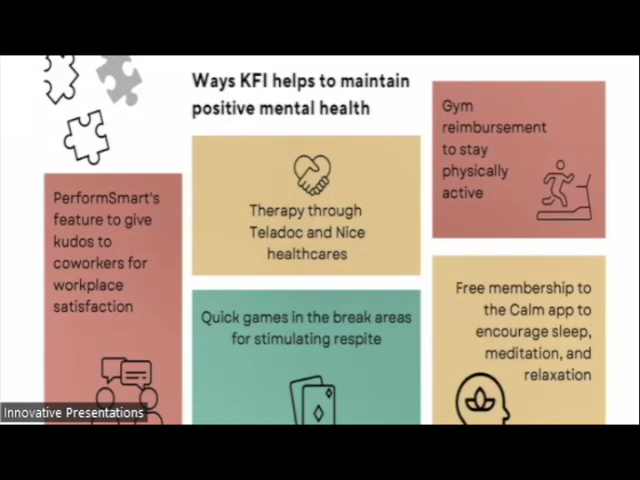 Ways KFI helps to maintain
positive mental health
PerformSmart's
feature to give
kudos to
coworkers for
workplace
satisfaction
Therapy through
Teladoc and Nice
healthcares
Quick games in the break areas
for stimulating respite
Gym
reimbursement
to stay
physically
active
Free membership to
the Calm app to
encourage sleep,
meditation, and
relaxation
Innovative Presentations